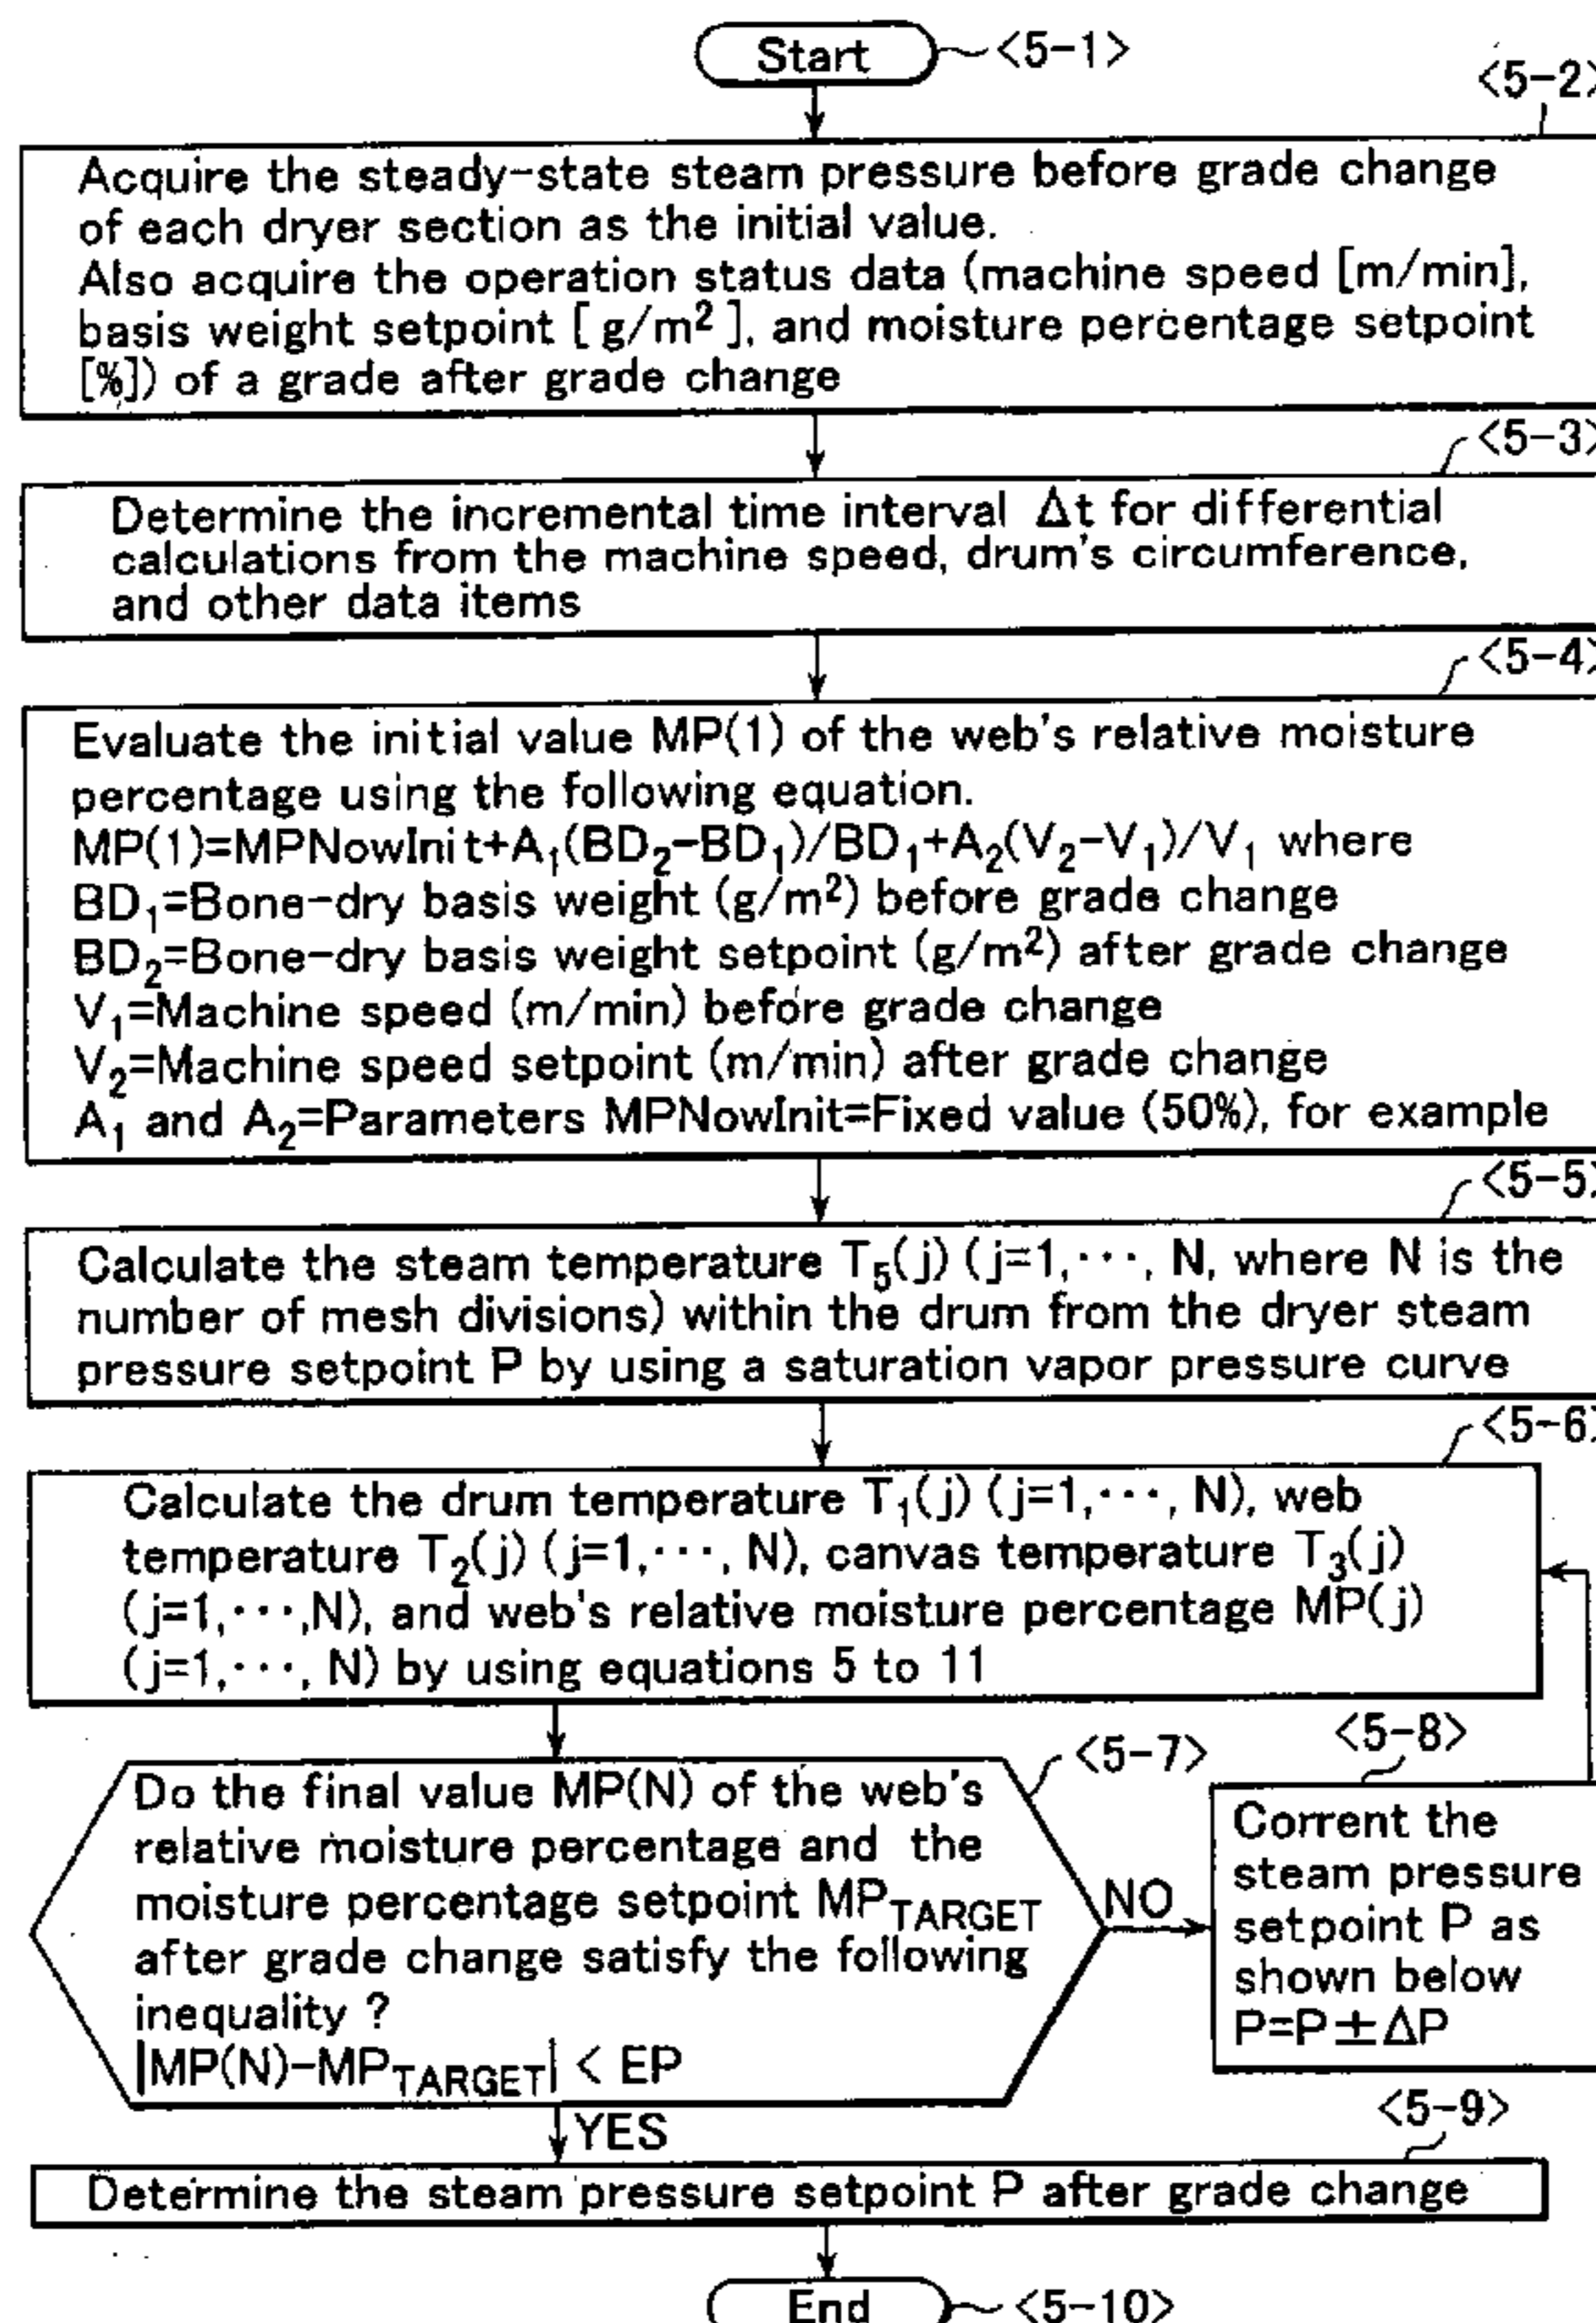 Start <5-1>
<5-2>
Acquire the steady-state steam pressure before grade change
of each dryer section as the initial value.
Also acquire the operation status data (machine speed [m/min],
basis weight setpoint [ g/m² ], and moisture percentage setpoint
[%]) of a grade after grade change
<5-3>
Determine the incremental time interval Δt for differential
calculations from the machine speed, drum's circumference,
and other data items
<5-4>
Evaluate the initial value MP(1) of the web's relative moisture
percentage using the following equation.
MP(1)=MPNowInit+A₁(BD₂-BD₁)/BD₁+A₂(V₂-V₁)/V₁ where
BD₁=Bone-dry basis weight (g/m²) before grade change
BD₂=Bone-dry basis weight setpoint (g/m²) after grade change
V₁=Machine speed (m/min) before grade change
V₂=Machine speed setpoint (m/min) after grade change
A₁ and A₂=Parameters MPNowInit=Fixed value (50%), for example
<5-5>
Calculate the steam temperature T₅(j) (j=1,···, N, where N is the
number of mesh divisions) within the drum from the dryer steam
pressure setpoint P by using a saturation vapor pressure curve
<5-6>
Calculate the drum temperature T₁(j) (j=1,···, N), web
temperature T₂(j) (j=1,···, N), canvas temperature T₃(j)
(j=1,···,N), and web's relative moisture percentage MP(j)
(j=1,···, N) by using equations 5 to 11
<5-7>
Do the final value MP(N) of the web's
relative moisture percentage and the
moisture percentage setpoint MP_TARGET
after grade change satisfy the following
inequality ?
|MP(N)-MP_TARGET| < EP
NO
<5-8>
Corrent the
steam pressure
setpoint P as
shown below
P=P±ΔP
YES
<5-9>
Determine the steam pressure setpoint P after grade change
End <5-10>